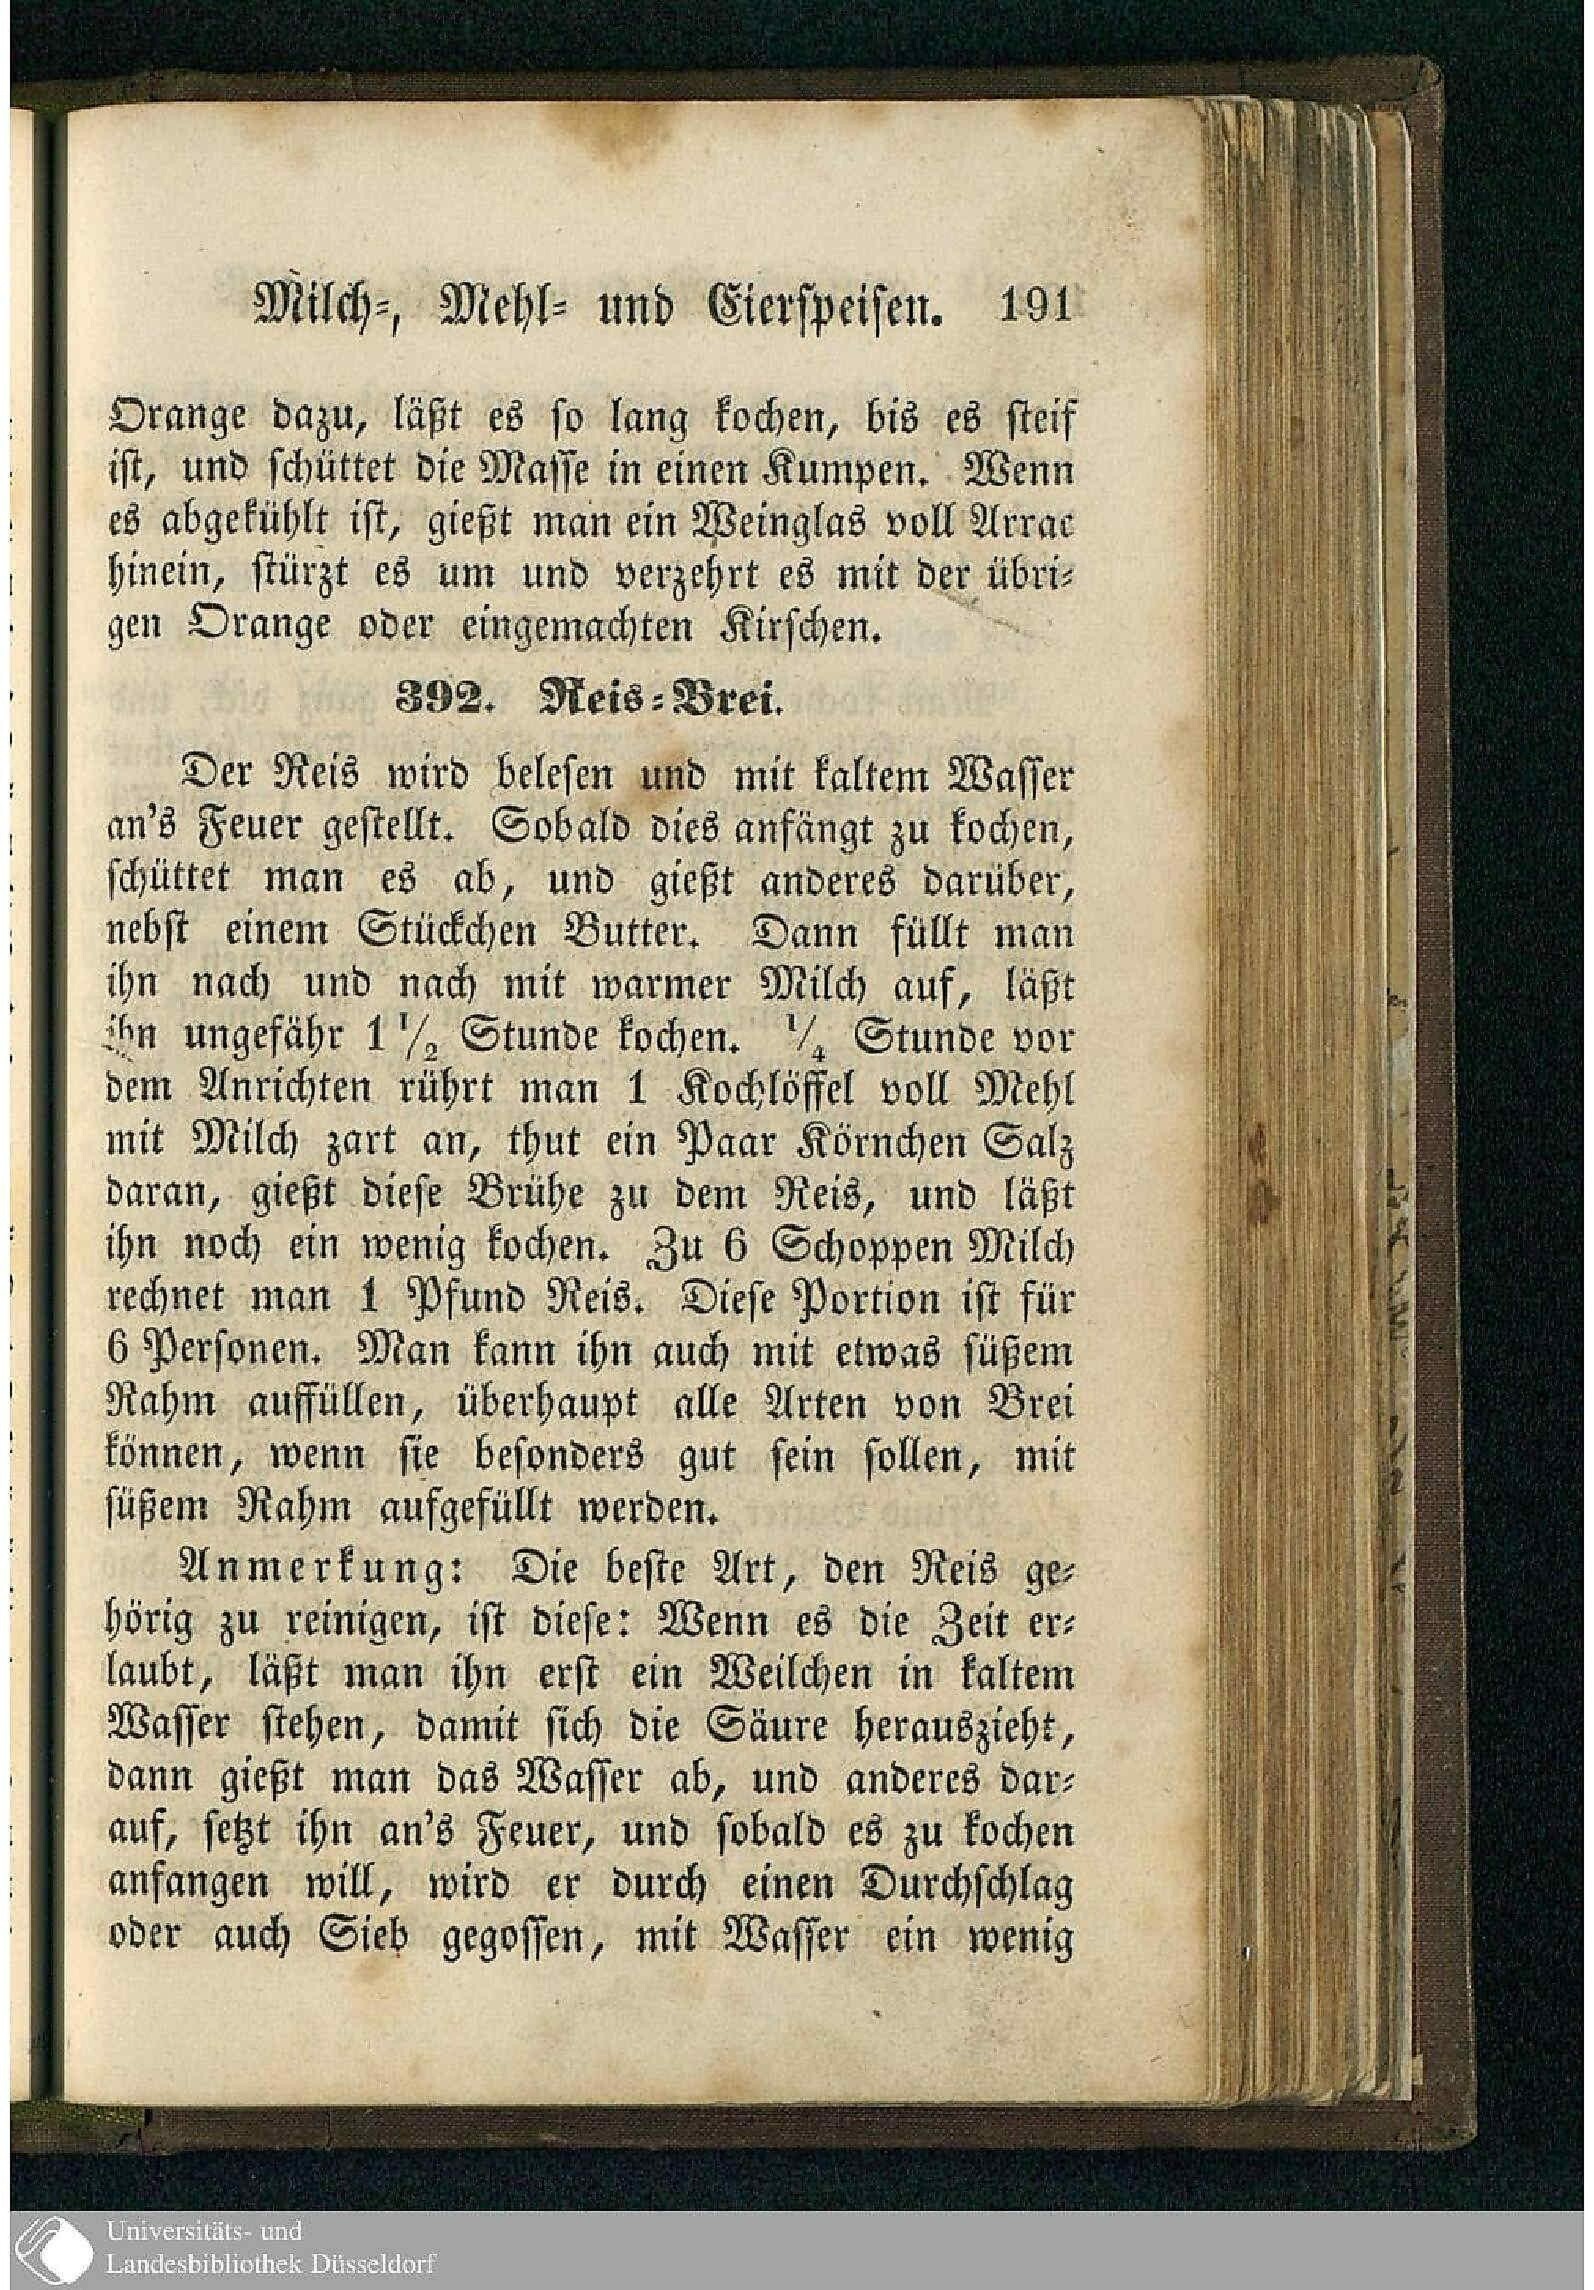 Milch-, Mehl- und Eierspeisen. 191
Orange dazu, läßt es so lang kochen, bis es steif
ist, und schüttet die Masse in einen Kumpen. Wenn
es abgekühlt ist, gießt man ein Weinglas voll Arrac
hinein, stürzt es um und verzehrt es mit der übri-
gen Orange oder eingemachten Kirschen.
392. Reis-Brei.
Der Reis wird belesen und mit kaltem Wasser
an's Feuer gestellt. Sobald dies anfängt zu kochen,
schüttet man es ab, und gießt anderes darüber,
nebst einem Stückchen Butter. Dann füllt man
ihn nach und nach mit warmer Milch auf, läßt
ihn ungefähr 1 1/2 Stunde kochen. 1/4 Stunde vor
dem Anrichten rührt man 1 Kochlöffel voll Mehl
mit Milch zart an, thut ein Paar Körnchen Salz
daran, gießt diese Brühe zu dem Reis, und läßt
ihn noch ein wenig kochen. Zu 6 Schoppen Milch
rechnet man 1 Pfund Reis. Diese Portion ist für
6 Personen. Man kann ihn auch mit etwas süßem
Rahm auffüllen, überhaupt alle Arten von Brei
können, wenn sie besonders gut sein sollen, mit
süßem Rahm aufgefüllt werden.
Anmerkung: Die beste Art, den Reis ge-
hörig zu reinigen, ist diese: Wenn es die Zeit er-
laubt, läßt man ihn erst ein Weilchen in kaltem
Wasser stehen, damit sich die Säure herauszieht,
dann gießt man das Wasser ab, und anderes dar-
auf, setzt ihn an's Feuer, und sobald es zu kochen
anfangen will, wird er durch einen Durchschlag
oder auch Sieb gegossen, mit Wasser ein wenig
Universitäts- und
Landesbibliothek Düsseldorf